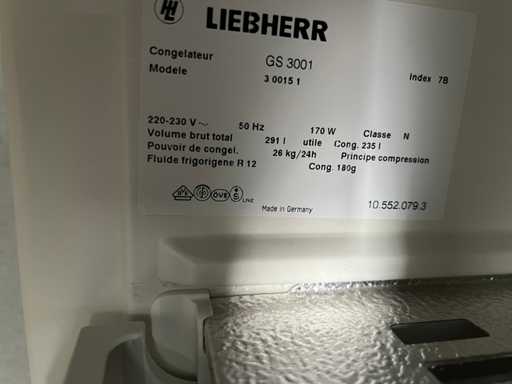 LIEBHERR
Congelateur GS 3001
Modele 3 0015 1 Index 7B
220-230 V ~ 50 Hz 170 W Classe N
Volume brut total 291 l utile Cong. 235 l
Pouvoir de congel. 26 kg/24h Principe compression
Fluide frigorigene R 12 Cong. 180g
Made in Germany 10.552.079.3